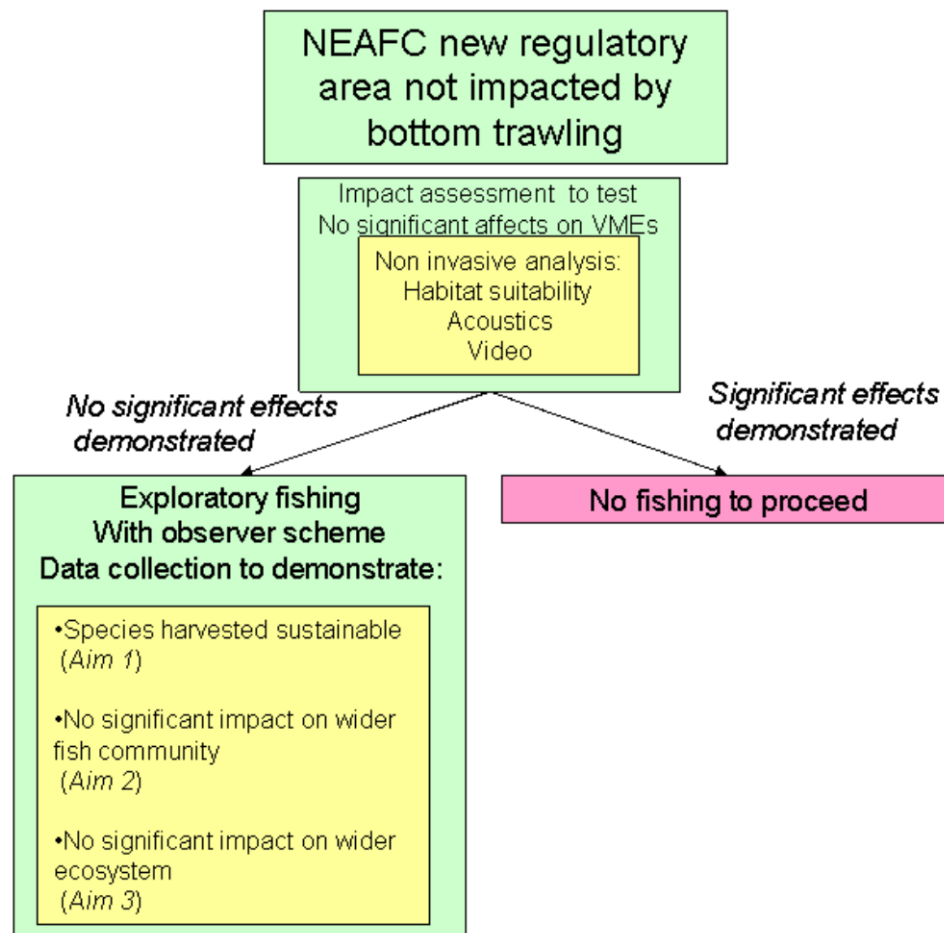 NEAFC new regulatory
area not impacted by
bottom trawling
Impact assessment to test
No significant affects on VMEs
Non invasive analysis:
Habitat suitability
Acoustics
Video
No significant effects
demonstrated
Significant effects
demonstrated
Exploratory fishing
With observer scheme
Data collection to demonstrate:
•Species harvested sustainable
(Aim 1)
•No significant impact on wider
fish community
(Aim 2)
•No significant impact on wider
ecosystem
(Aim 3)
No fishing to proceed